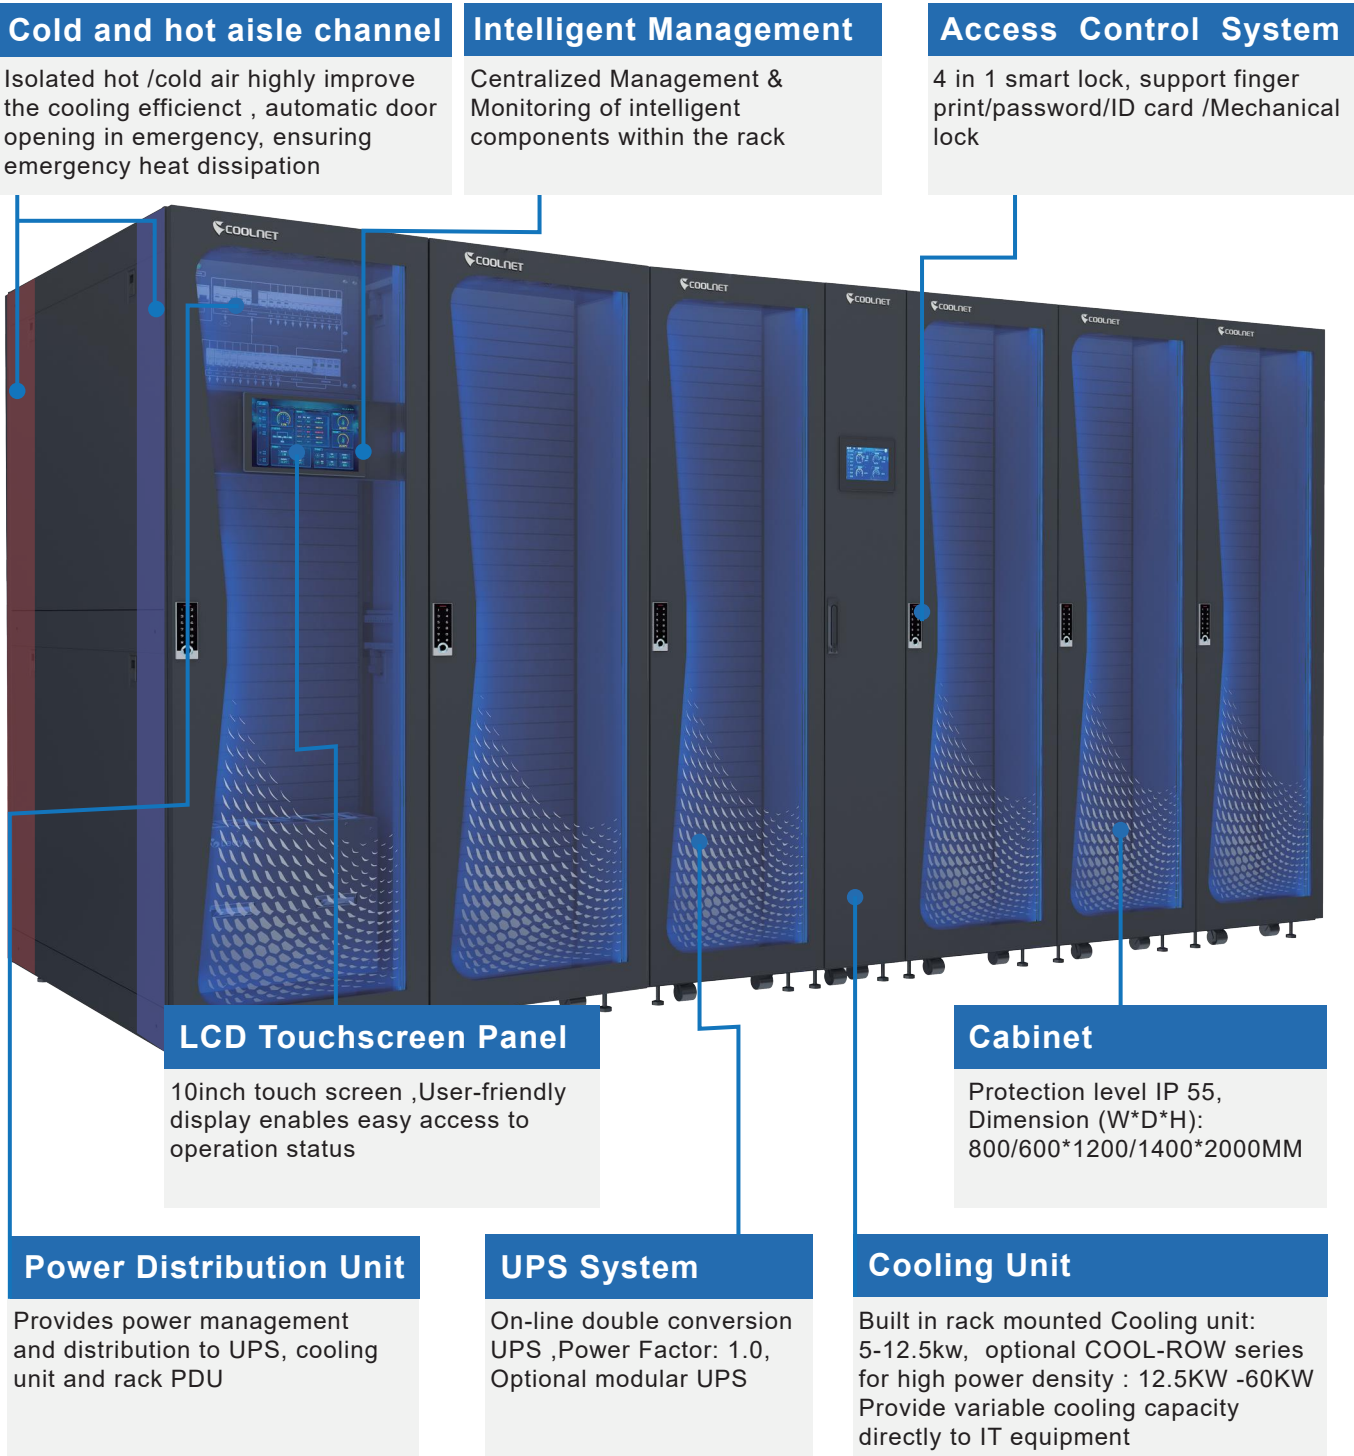 Cold and hot aisle channel
Isolated hot /cold air highly improve
the cooling efficienct , automatic door
opening in emergency, ensuring
emergency heat dissipation
Intelligent Management
Centralized Management &
Monitoring of intelligent
components within the rack
Access Control System
4 in 1 smart lock, support finger
print/password/ID card /Mechanical
lock
COOLNET
COOLNET
COOLNET
COOLNET
COOLNET
COOLNET
COOLNET
LCD Touchscreen Panel
10inch touch screen ,User-friendly
display enables easy access to
operation status
Cabinet
Protection level IP 55,
Dimension (W*D*H):
800/600*1200/1400*2000MM
Power Distribution Unit
Provides power management
and distribution to UPS, cooling
unit and rack PDU
UPS System
On-line double conversion
UPS ,Power Factor: 1.0,
Optional modular UPS
Cooling Unit
Built in rack mounted Cooling unit:
5-12.5kw, optional COOL-ROW series
for high power density : 12.5KW -60KW
Provide variable cooling capacity
directly to IT equipment